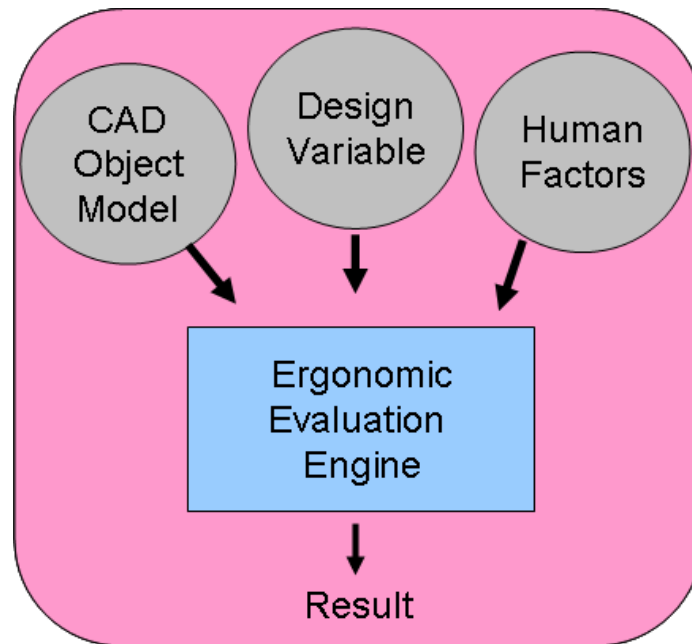 CAD
Object
Model
Design
Variable
Human
Factors
Ergonomic
Evaluation
Engine
Result